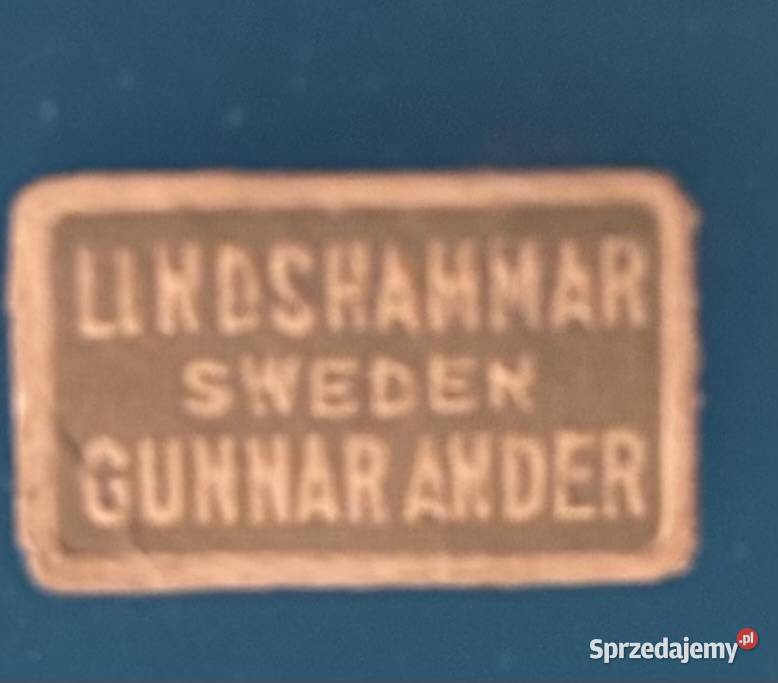 LINDSHAMMAR
SWEDEN
GUNNAR ANDER
Sprzedajemy.pl